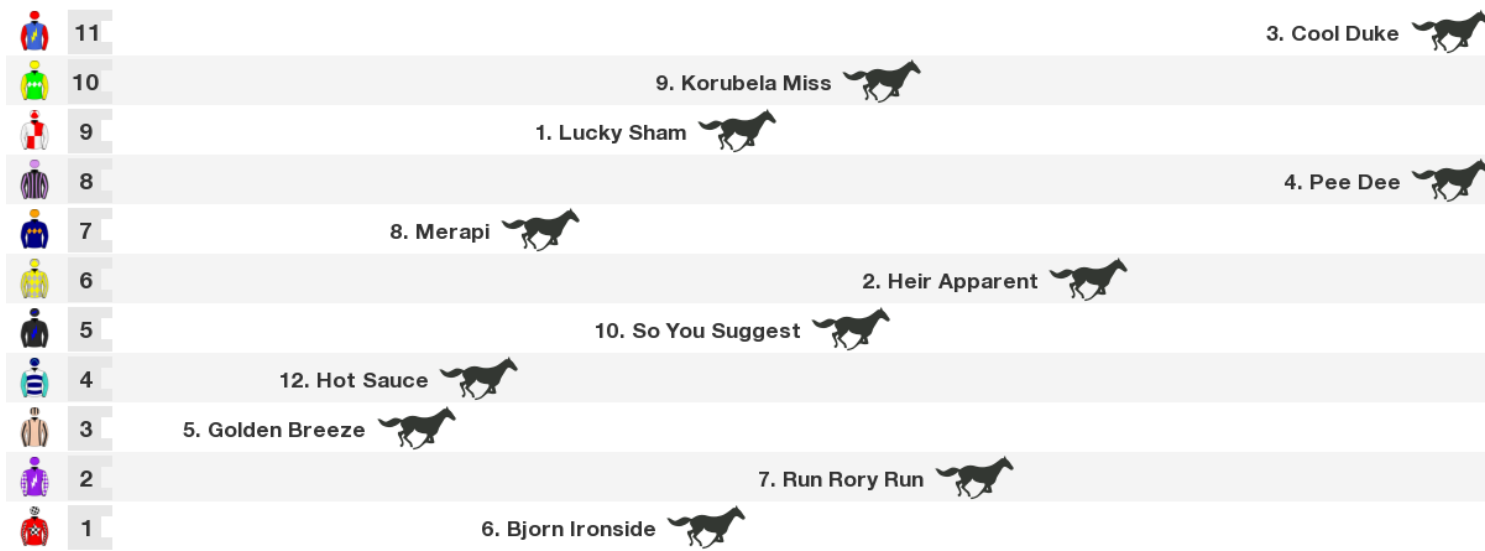 11 3. Cool Duke
10 9. Korubela Miss
9 1. Lucky Sham
8 4. Pee Dee
7 8. Merapi
6 2. Heir Apparent
5 10. So You Suggest
4 12. Hot Sauce
3 5. Golden Breeze
2 7. Run Rory Run
1 6. Bjorn Ironside